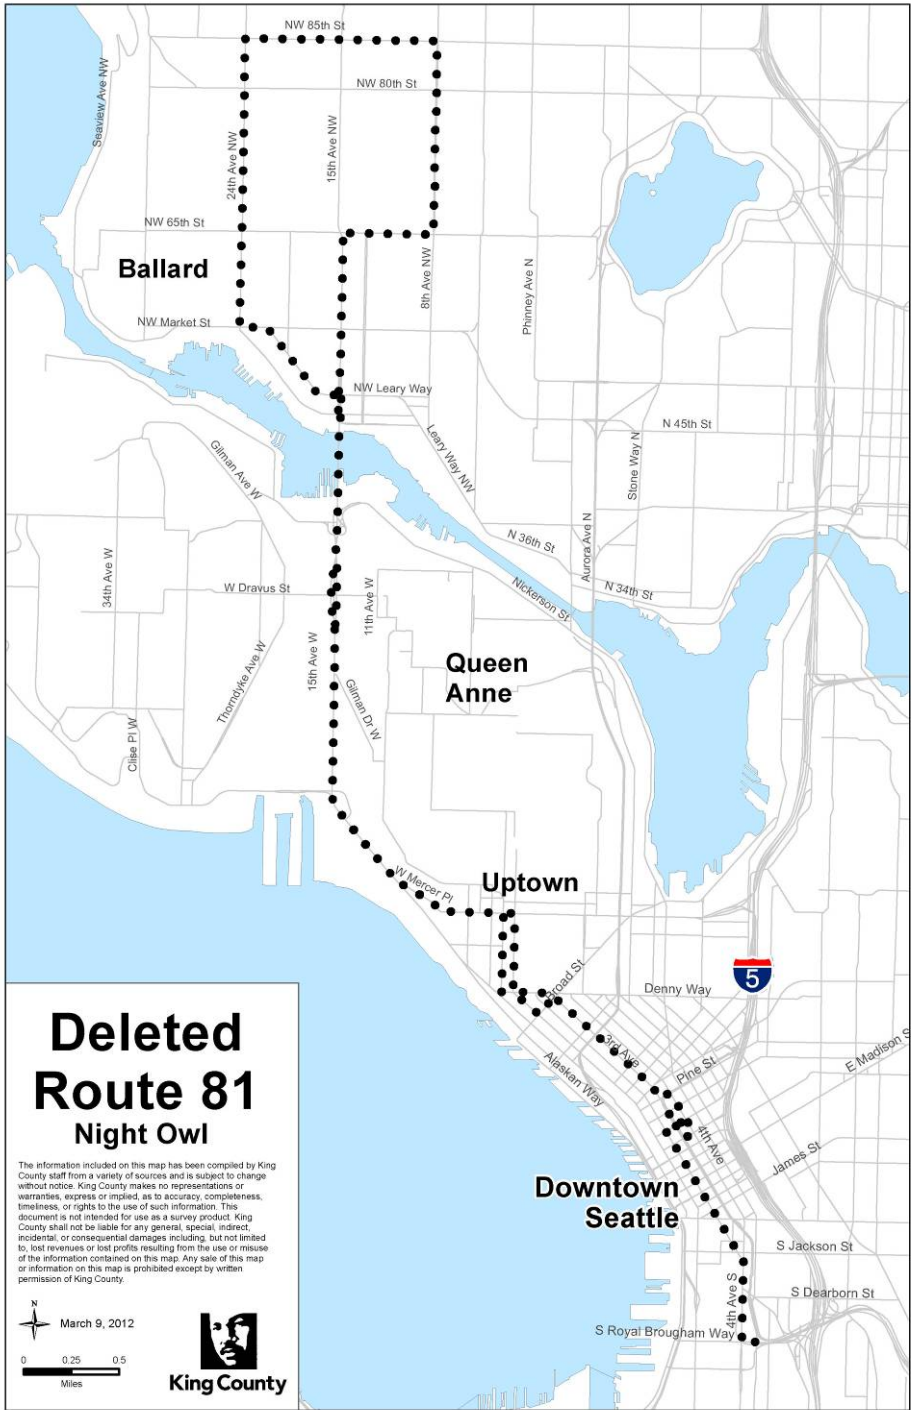 NW 85th St
Seaview Ave NW
NW 80th St
24th Ave NW
15th Ave NW
NW 65th St
8th Ave NW
Phinney Ave N
Ballard
NW Market St
NW Leary Way
Leary Way NW
N 45th St
Stone Way N
Gilman Ave W
Aurora Ave N
N 36th St
34th Ave W
W Dravus St
11th Ave W
Nickerson St
N 34th St
15th Ave W
Thorndyke Ave W
Gilman Dr W
Queen
Anne
Clise Pl W
W Mercer Pl
Uptown
5
Broad St
Denny Way
3rd Ave
Alaskan Way
Pine St
E Madison S
4th Ave
James St
Downtown
Seattle
S Jackson St
4th Ave S
S Dearborn St
S Royal Brougham Way
Deleted
Route 81
Night Owl
The information included on this map has been compiled by King
County staff from a variety of sources and is subject to change
without notice. King County makes no representations or
warranties, express or implied, as to accuracy, completeness,
timeliness, or rights to the use of such information. This
document is not intended for use as a survey product. King
County shall not be liable for any general, special, indirect,
incidental, or consequential damages including, but not limited
to, lost revenues or lost profits resulting from the use or misuse
of the information contained on this map. Any sale of this map
or information on this map is prohibited except by written
permission of King County.
N
March 9, 2012
0 0.25 0.5
Miles
King County